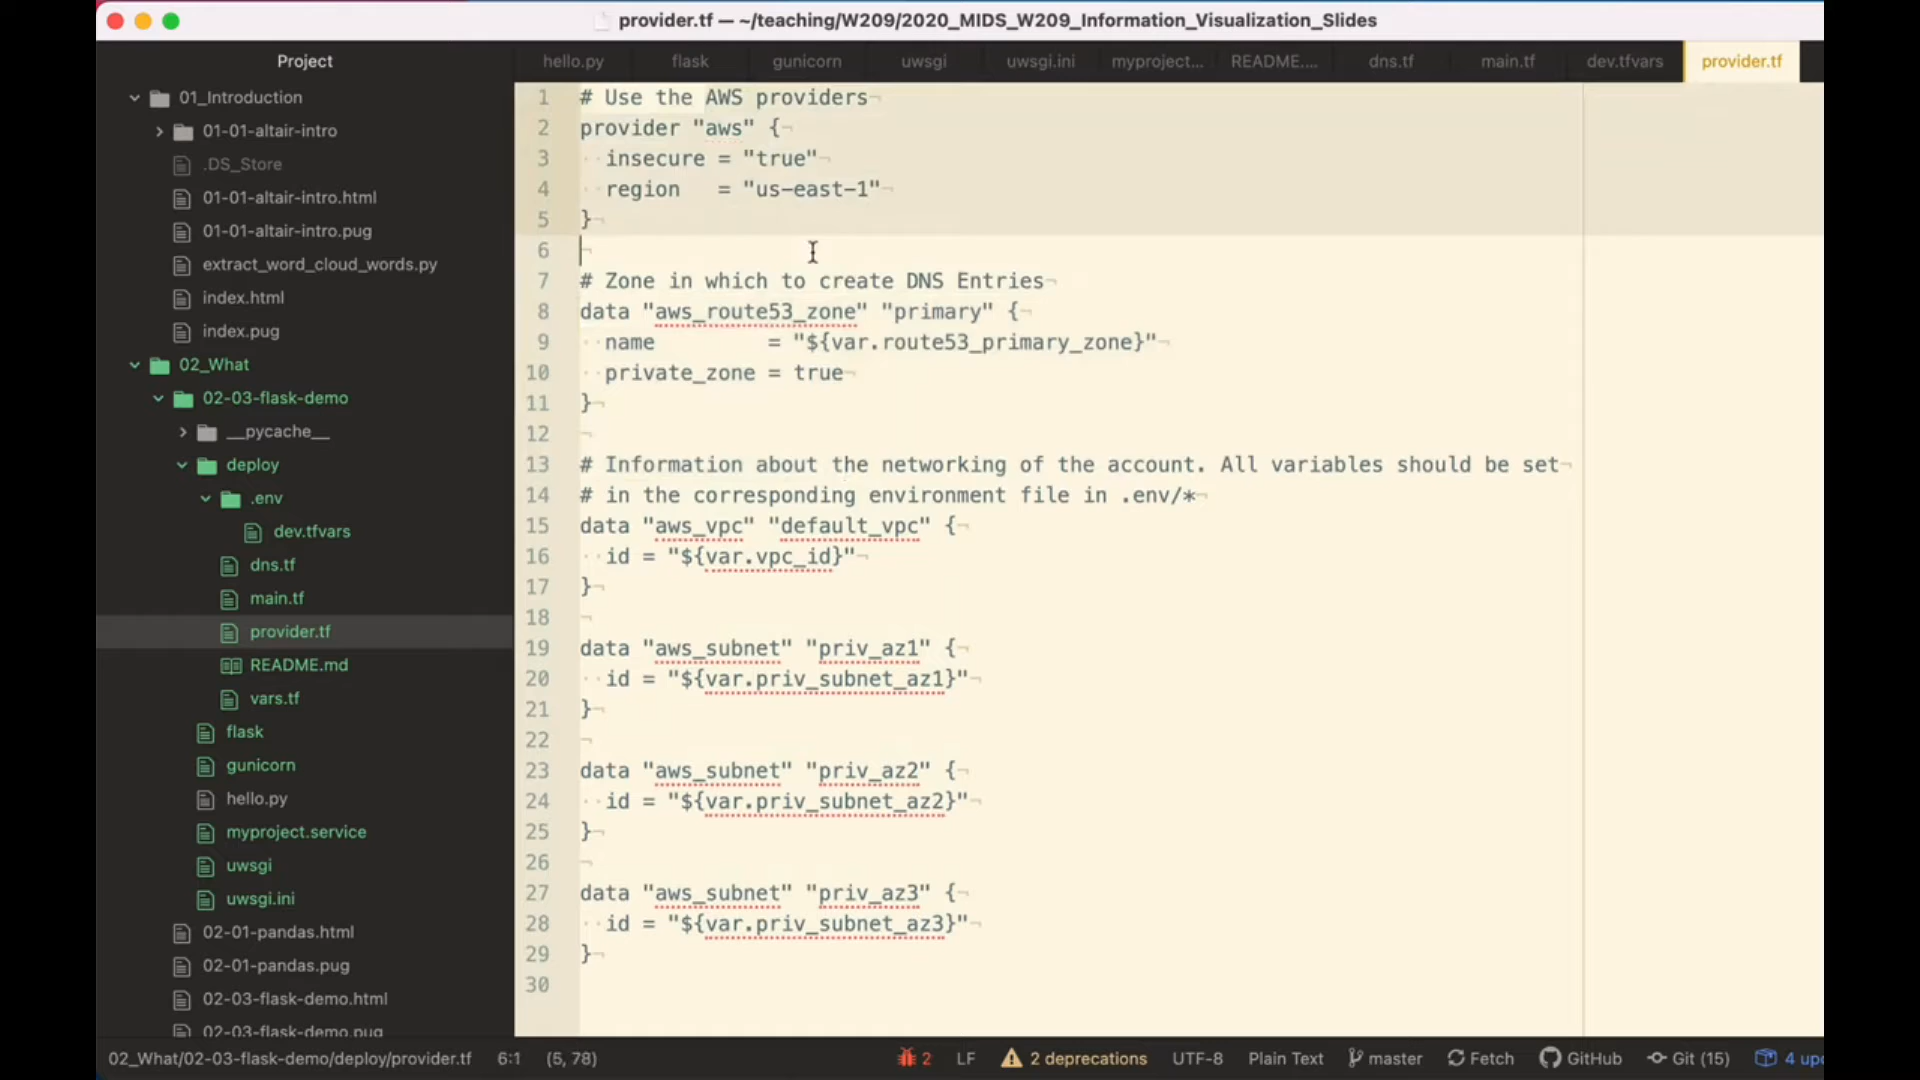 provider.tf — ~/teaching/W209/2020_MIDS_W209_Information_Visualization_Slides
Project
hello.py flask gunicorn uwsgi uwsgi.ini myproject... README.... dns.tf main.tf dev.tfvars provider.tf
01_Introduction
01-01-altair-intro
.DS_Store
01-01-altair-intro.html
01-01-altair-intro.pug
extract_word_cloud_words.py
index.html
index.pug
02_What
02-03-flask-demo
__pycache__
deploy
.env
dev.tfvars
dns.tf
main.tf
provider.tf
README.md
vars.tf
flask
gunicorn
hello.py
myproject.service
uwsgi
uwsgi.ini
02-01-pandas.html
02-01-pandas.pug
02-03-flask-demo.html
02-03-flask-demo.pug
1 # Use the AWS providers
2 provider "aws" {
3   insecure = "true"
4   region   = "us-east-1"
5 }
6
7 # Zone in which to create DNS Entries
8 data "aws_route53_zone" "primary" {
9   name         = "${var.route53_primary_zone}"
10   private_zone = true
11 }
12
13 # Information about the networking of the account. All variables should be set
14 # in the corresponding environment file in .env/*
15 data "aws_vpc" "default_vpc" {
16   id = "${var.vpc_id}"
17 }
18
19 data "aws_subnet" "priv_az1" {
20   id = "${var.priv_subnet_az1}"
21 }
22
23 data "aws_subnet" "priv_az2" {
24   id = "${var.priv_subnet_az2}"
25 }
26
27 data "aws_subnet" "priv_az3" {
28   id = "${var.priv_subnet_az3}"
29 }
30
02_What/02-03-flask-demo/deploy/provider.tf 6:1 (5, 78) 2 LF 2 deprecations UTF-8 Plain Text master Fetch GitHub Git (15) 4